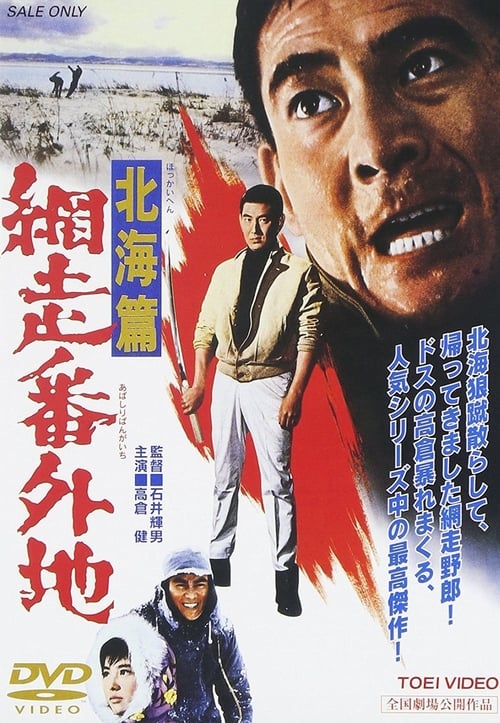 SALE ONLY
北海篇
ほっかいへん
網走番外地
あばしりばんがいち
監督■石井輝男
主演■高倉 健
北海狼蹴散らして、
帰ってきました網走野郎！
ドスの高倉暴れまくる、
人気シリーズ中の最高傑作！
DVD
VIDEO™
TOEI VIDEO
全国劇場公開作品